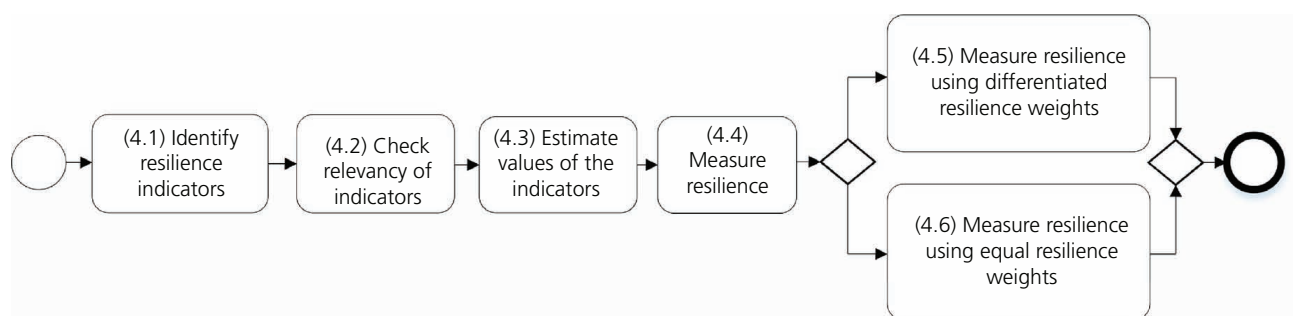 (4.1) Identify
resilience
indicators
(4.2) Check
relevancy of
indicators
(4.3) Estimate
values of the
indicators
(4.4)
Measure
resilience
(4.5) Measure resilience
using differentiated
resilience weights
(4.6) Measure resilience
using equal resilience
weights